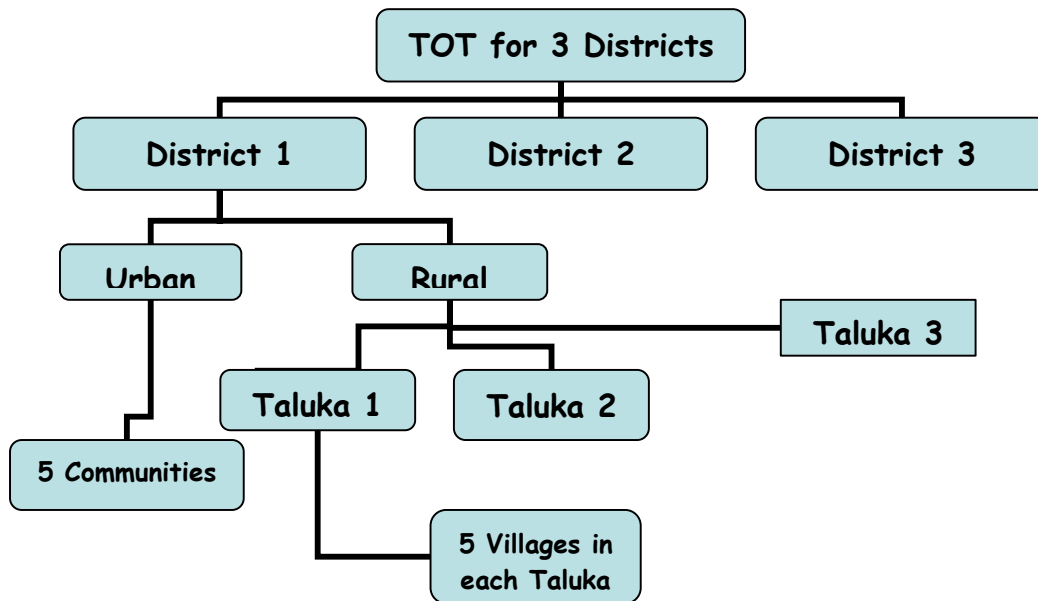 TOT for 3 Districts
District 1
District 2
District 3
Urban
Rural
Taluka 3
Taluka 1
Taluka 2
5 Communities
5 Villages in
each Taluka